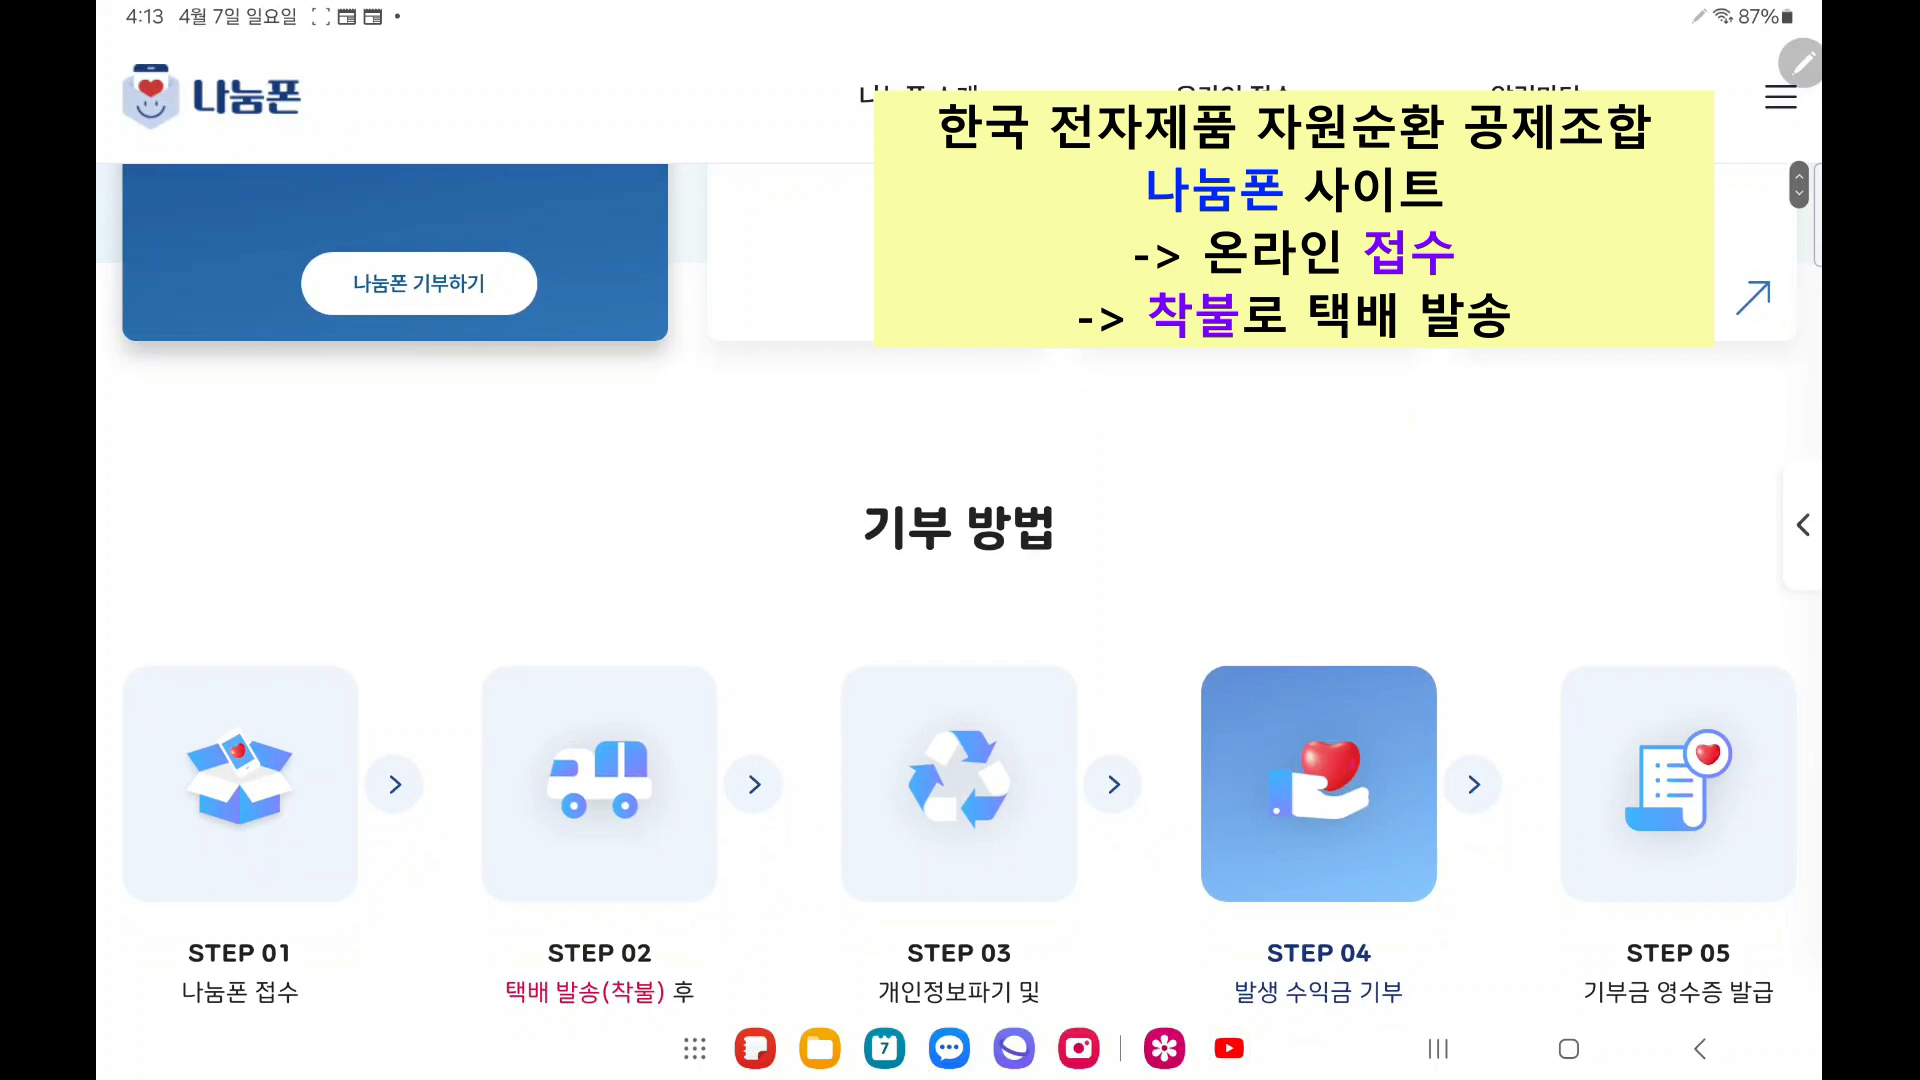 4:13 4월 7일 일요일
87%
나눔폰
한국 전자제품 자원순환 공제조합
나눔폰 사이트
-> 온라인 접수
-> 착불로 택배 발송
나눔폰 기부하기
기부 방법
STEP 01
나눔폰 접수
STEP 02
택배 발송(착불) 후
STEP 03
개인정보파기 및
STEP 04
발생 수익금 기부
STEP 05
기부금 영수증 발급
7